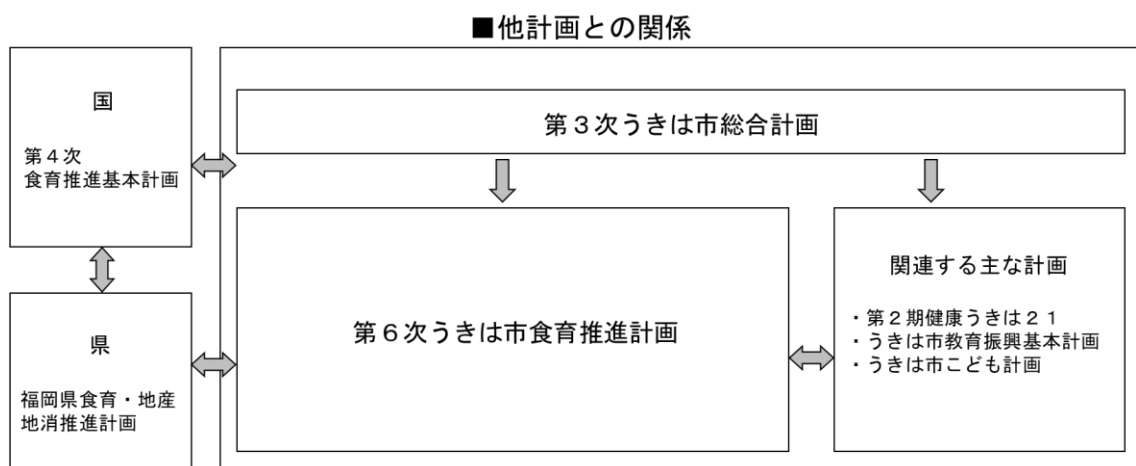 ■他計画との関係
国
第４次
食育推進基本計画
県
福岡県食育・地産
地消推進計画
第３次うきは市総合計画
第６次うきは市食育推進計画
関連する主な計画
・第２期健康うきは２１
・うきは市教育振興基本計画
・うきは市こども計画